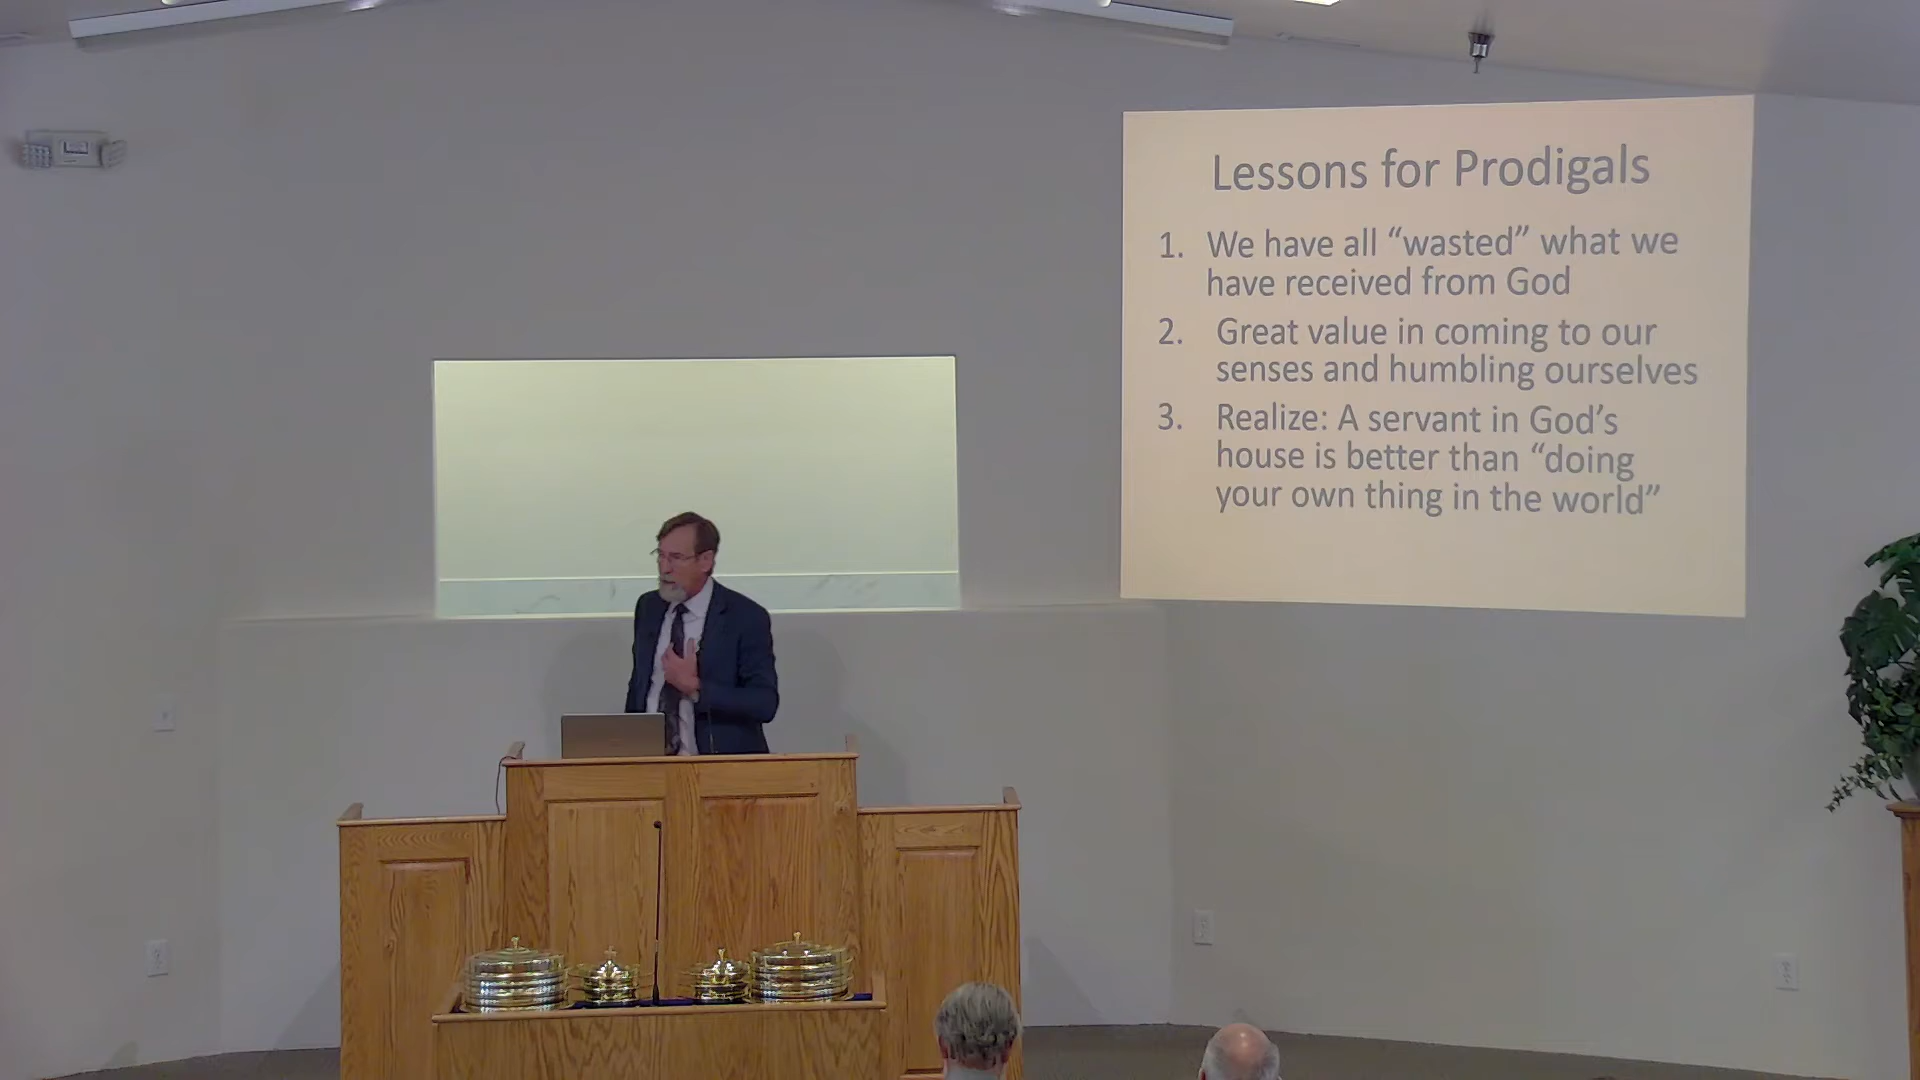 Lessons for Prodigals
1. We have all “wasted” what we
have received from God
2. Great value in coming to our
senses and humbling ourselves
3. Realize: A servant in God’s
house is better than “doing
your own thing in the world”